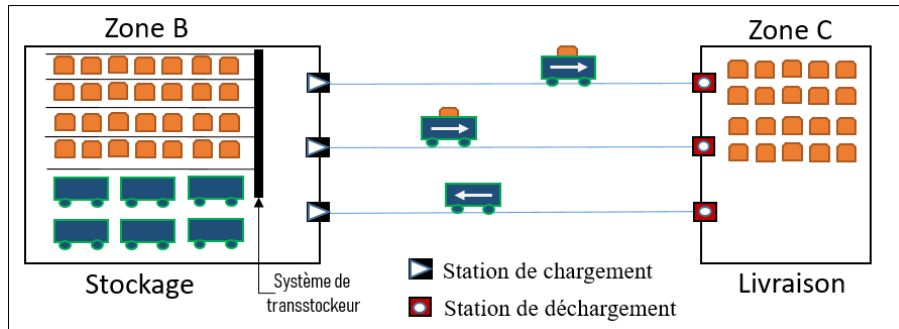 Zone B
Zone C
Stockage
Système de
transstockeur
Station de chargement
Station de déchargement
Livraison